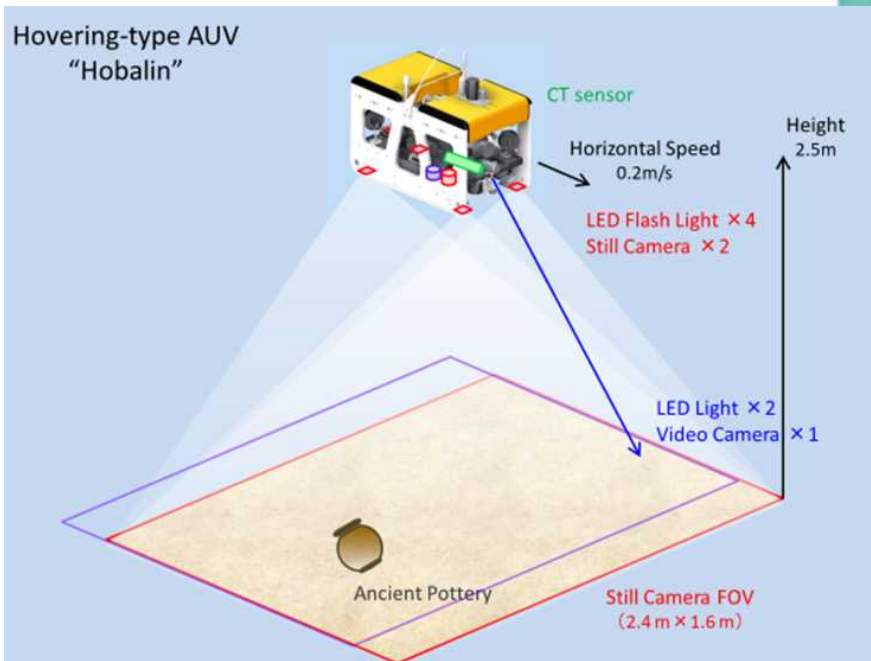 Hovering-type AUV
“Hobalin”
CT sensor
Horizontal Speed
0.2m/s
Height
2.5m
LED Flash Light ×4
Still Camera ×2
LED Light ×2
Video Camera ×1
Ancient Pottery
Still Camera FOV
(2.4 m×1.6 m)